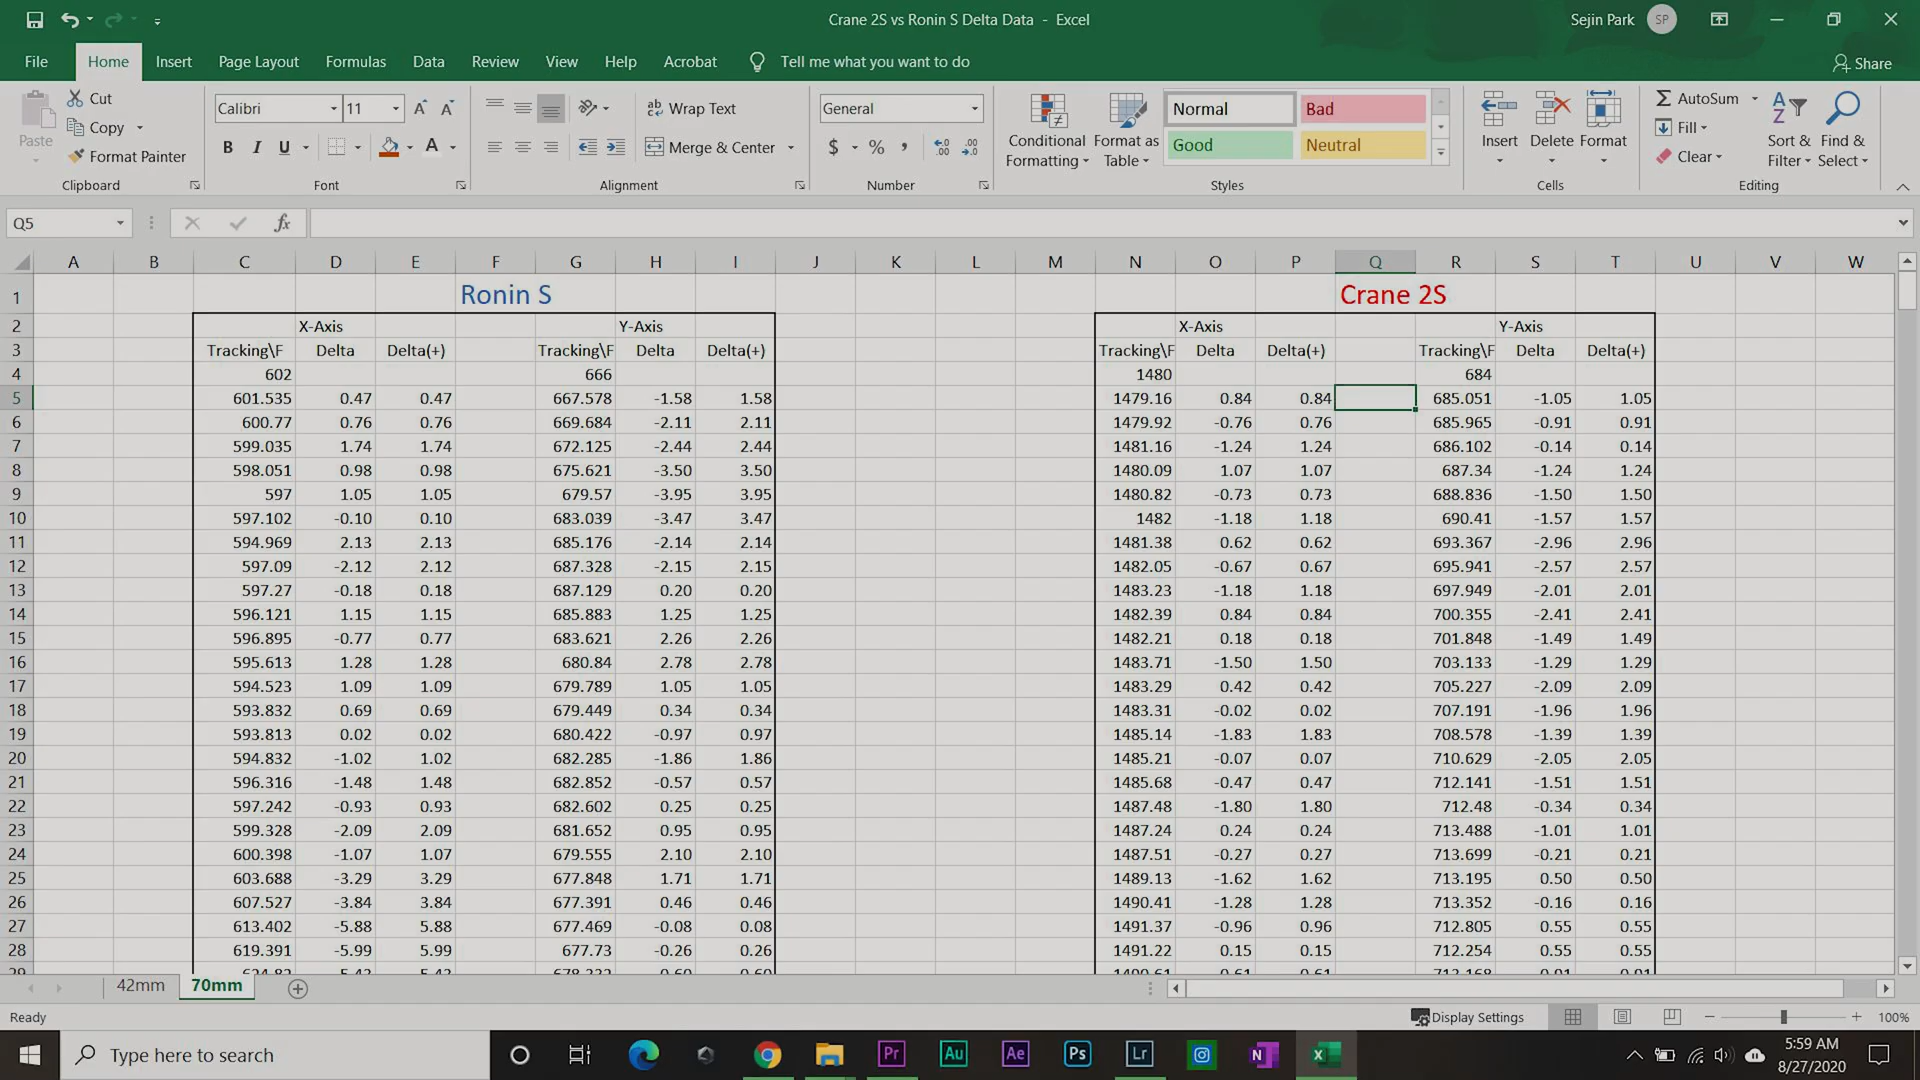 Crane 2S vs Ronin S Delta Data - Excel
Sejin Park SP
File Home Insert Page Layout Formulas Data Review View Help Acrobat Tell me what you want to do Share
Paste
Cut
Copy
Format Painter
Clipboard
Calibri 11
B I U A
Font
Wrap Text
Merge & Center
Alignment
General
$ % ,
Number
Conditional Formatting
Format as Table
Normal Bad
Good Neutral
Styles
Insert Delete Format
Cells
AutoSum
Fill
Clear
Sort & Filter
Find & Select
Editing
Q5 fx
A B C D E F G H I J K L M N O P Q R S T U V W
1 Ronin S Crane 2S
2 X-Axis Y-Axis X-Axis Y-Axis
3 Tracking\F Delta Delta(+) Tracking\F Delta Delta(+) Tracking\F Delta Delta(+) Tracking\F Delta Delta(+)
4 602 666 1480 684
5 601.535 0.47 0.47 667.578 -1.58 1.58 1479.16 0.84 0.84 685.051 -1.05 1.05
6 600.77 0.76 0.76 669.684 -2.11 2.11 1479.92 -0.76 0.76 685.965 -0.91 0.91
7 599.035 1.74 1.74 672.125 -2.44 2.44 1481.16 -1.24 1.24 686.102 -0.14 0.14
8 598.051 0.98 0.98 675.621 -3.50 3.50 1480.09 1.07 1.07 687.34 -1.24 1.24
9 597 1.05 1.05 679.57 -3.95 3.95 1480.82 -0.73 0.73 688.836 -1.50 1.50
10 597.102 -0.10 0.10 683.039 -3.47 3.47 1482 -1.18 1.18 690.41 -1.57 1.57
11 594.969 2.13 2.13 685.176 -2.14 2.14 1481.38 0.62 0.62 693.367 -2.96 2.96
12 597.09 -2.12 2.12 687.328 -2.15 2.15 1482.05 -0.67 0.67 695.941 -2.57 2.57
13 597.27 -0.18 0.18 687.129 0.20 0.20 1483.23 -1.18 1.18 697.949 -2.01 2.01
14 596.121 1.15 1.15 685.883 1.25 1.25 1482.39 0.84 0.84 700.355 -2.41 2.41
15 596.895 -0.77 0.77 683.621 2.26 2.26 1482.21 0.18 0.18 701.848 -1.49 1.49
16 595.613 1.28 1.28 680.84 2.78 2.78 1483.71 -1.50 1.50 703.133 -1.29 1.29
17 594.523 1.09 1.09 679.789 1.05 1.05 1483.29 0.42 0.42 705.227 -2.09 2.09
18 593.832 0.69 0.69 679.449 0.34 0.34 1483.31 -0.02 0.02 707.191 -1.96 1.96
19 593.813 0.02 0.02 680.422 -0.97 0.97 1485.14 -1.83 1.83 708.578 -1.39 1.39
20 594.832 -1.02 1.02 682.285 -1.86 1.86 1485.21 -0.07 0.07 710.629 -2.05 2.05
21 596.316 -1.48 1.48 682.852 -0.57 0.57 1485.68 -0.47 0.47 712.141 -1.51 1.51
22 597.242 -0.93 0.93 682.602 0.25 0.25 1487.48 -1.80 1.80 712.48 -0.34 0.34
23 599.328 -2.09 2.09 681.652 0.95 0.95 1487.24 0.24 0.24 713.488 -1.01 1.01
24 600.398 -1.07 1.07 679.555 2.10 2.10 1487.51 -0.27 0.27 713.699 -0.21 0.21
25 603.688 -3.29 3.29 677.848 1.71 1.71 1489.13 -1.62 1.62 713.195 0.50 0.50
26 607.527 -3.84 3.84 677.391 0.46 0.46 1490.41 -1.28 1.28 713.352 -0.16 0.16
27 613.402 -5.88 5.88 677.469 -0.08 0.08 1491.37 -0.96 0.96 712.805 0.55 0.55
28 619.391 -5.99 5.99 677.73 -0.26 0.26 1491.22 0.15 0.15 712.254 0.55 0.55
29
42mm 70mm
Ready Display Settings 100%
Type here to search
Pr Au Ae Ps Lr N X
5:59 AM
8/27/2020